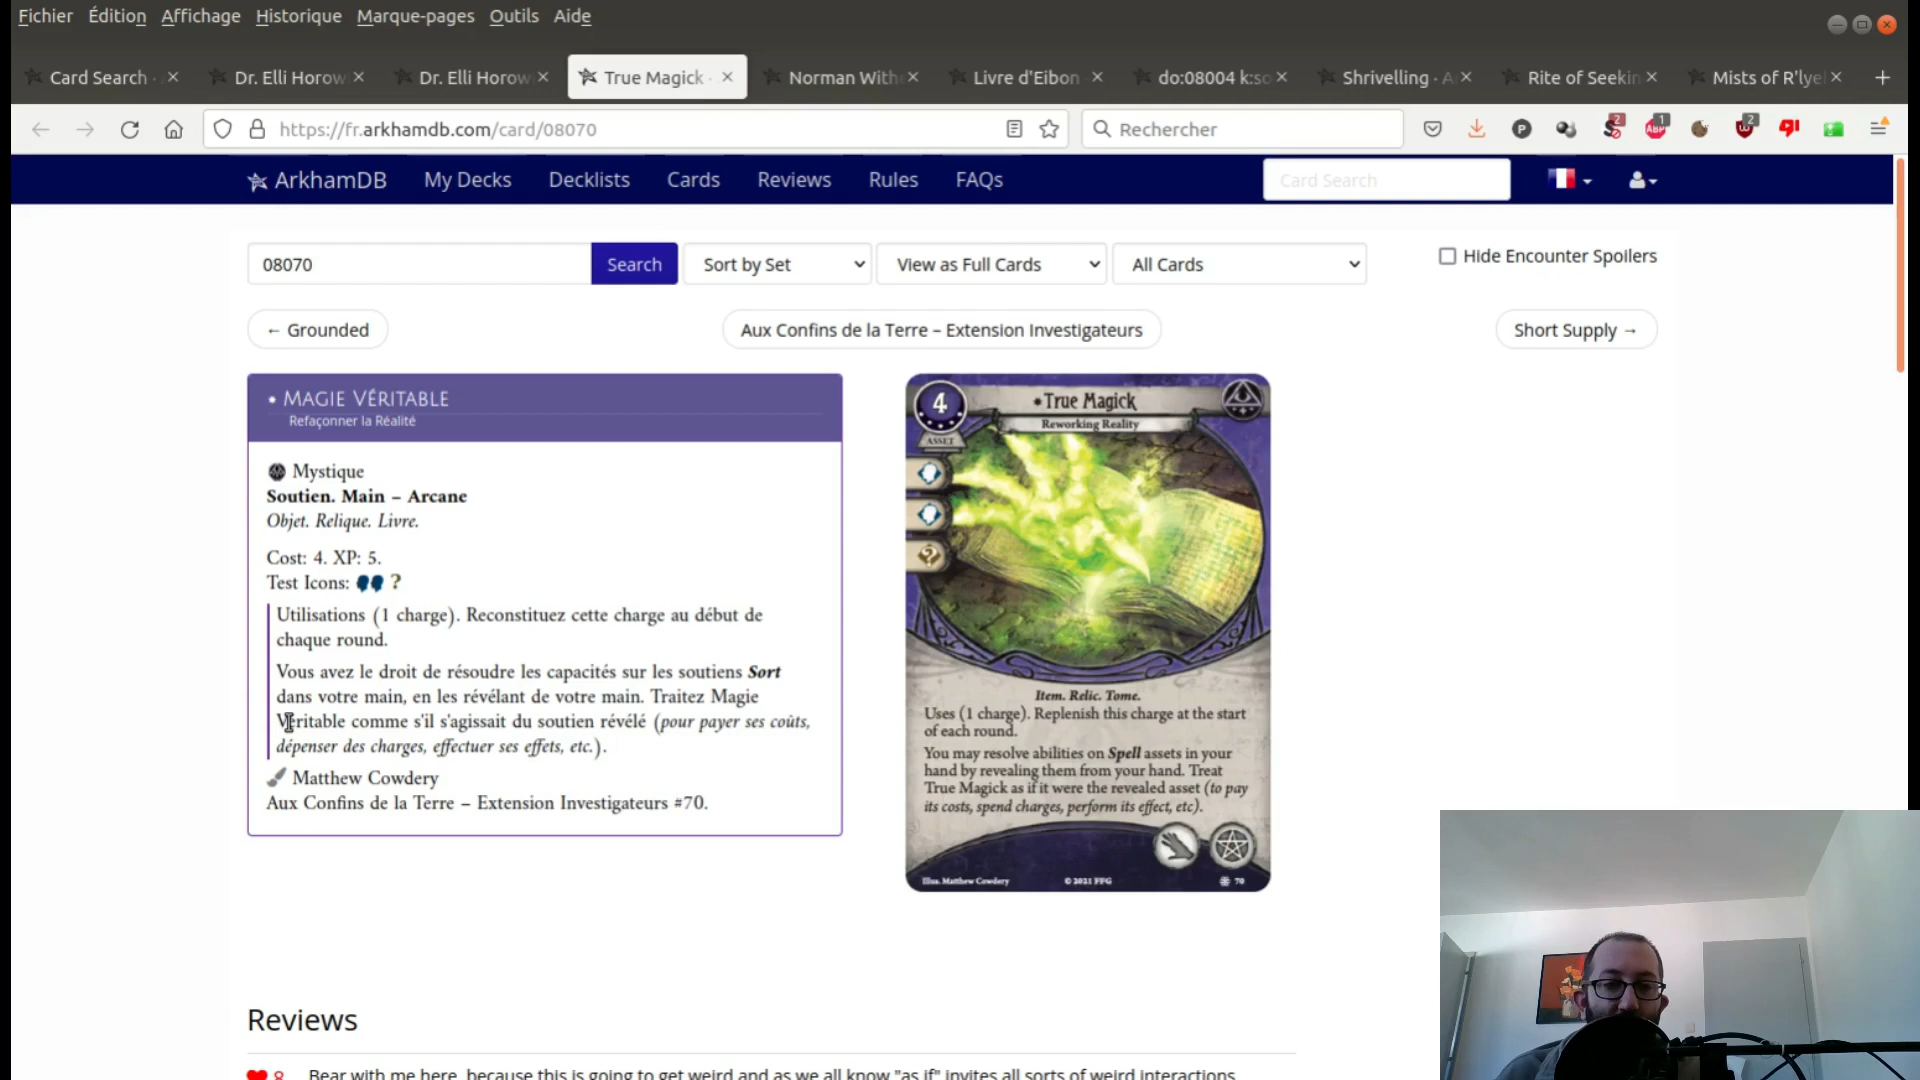 Fichier Édition Affichage Historique Marque-pages Outils Aide
Card Search · Dr. Elli Horow Dr. Elli Horow True Magick · Norman With Livre d'Eibon do:08004 k:so Shrivelling · A Rite of Seekin Mists of R'lye
https://fr.arkhamdb.com/card/08070 Rechercher
ArkhamDB My Decks Decklists Cards Reviews Rules FAQs Card Search
08070 Search Sort by Set View as Full Cards All Cards Hide Encounter Spoilers
← Grounded Aux Confins de la Terre – Extension Investigateurs Short Supply →
• MAGIE VÉRITABLE
Refaçonner la Réalité
Mystique
Soutien. Main – Arcane
Objet. Relique. Livre.
Cost: 4. XP: 5.
Test Icons: ?
Utilisations (1 charge). Reconstituez cette charge au début de
chaque round.
Vous avez le droit de résoudre les capacités sur les soutiens Sort
dans votre main, en les révélant de votre main. Traitez Magie
Véritable comme s'il s'agissait du soutien révélé (pour payer ses coûts,
dépenser des charges, effectuer ses effets, etc.).
Matthew Cowdery
Aux Confins de la Terre – Extension Investigateurs #70.
4
•True Magick
ASSET
Reworking Reality
?
Item. Relic. Tome.
Uses (1 charge). Replenish this charge at the start
of each round.
You may resolve abilities on Spell assets in your
hand by revealing them from your hand. Treat
True Magick as if it were the revealed asset (to pay
its costs, spend charges, perform its effect, etc).
Illus. Matthew Cowdery © 2021 FFG 70
Reviews
8 Bear with me here, because this is going to get weird and as we all know "as if" invites all sorts of weird interactions.